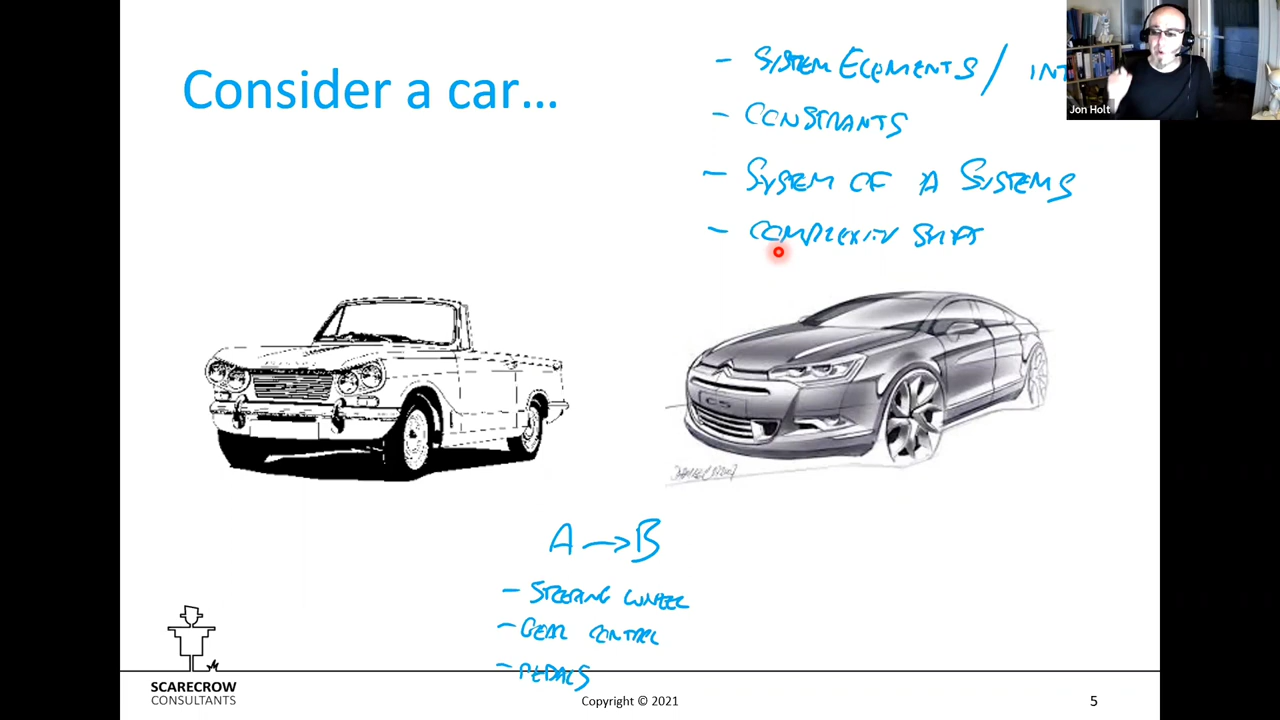 Consider a car...
- SYSTEM ELEMENTS / INT
Jon Holt
- CONSTRAINTS
- SYSTEM OF A SYSTEMS
- COMPLEXITY SHIFT
C5
A → B
- STEERING WHEEL
- GEAR CONTROL
- PEDALS
SCARECROW
CONSULTANTS
Copyright © 2021
5